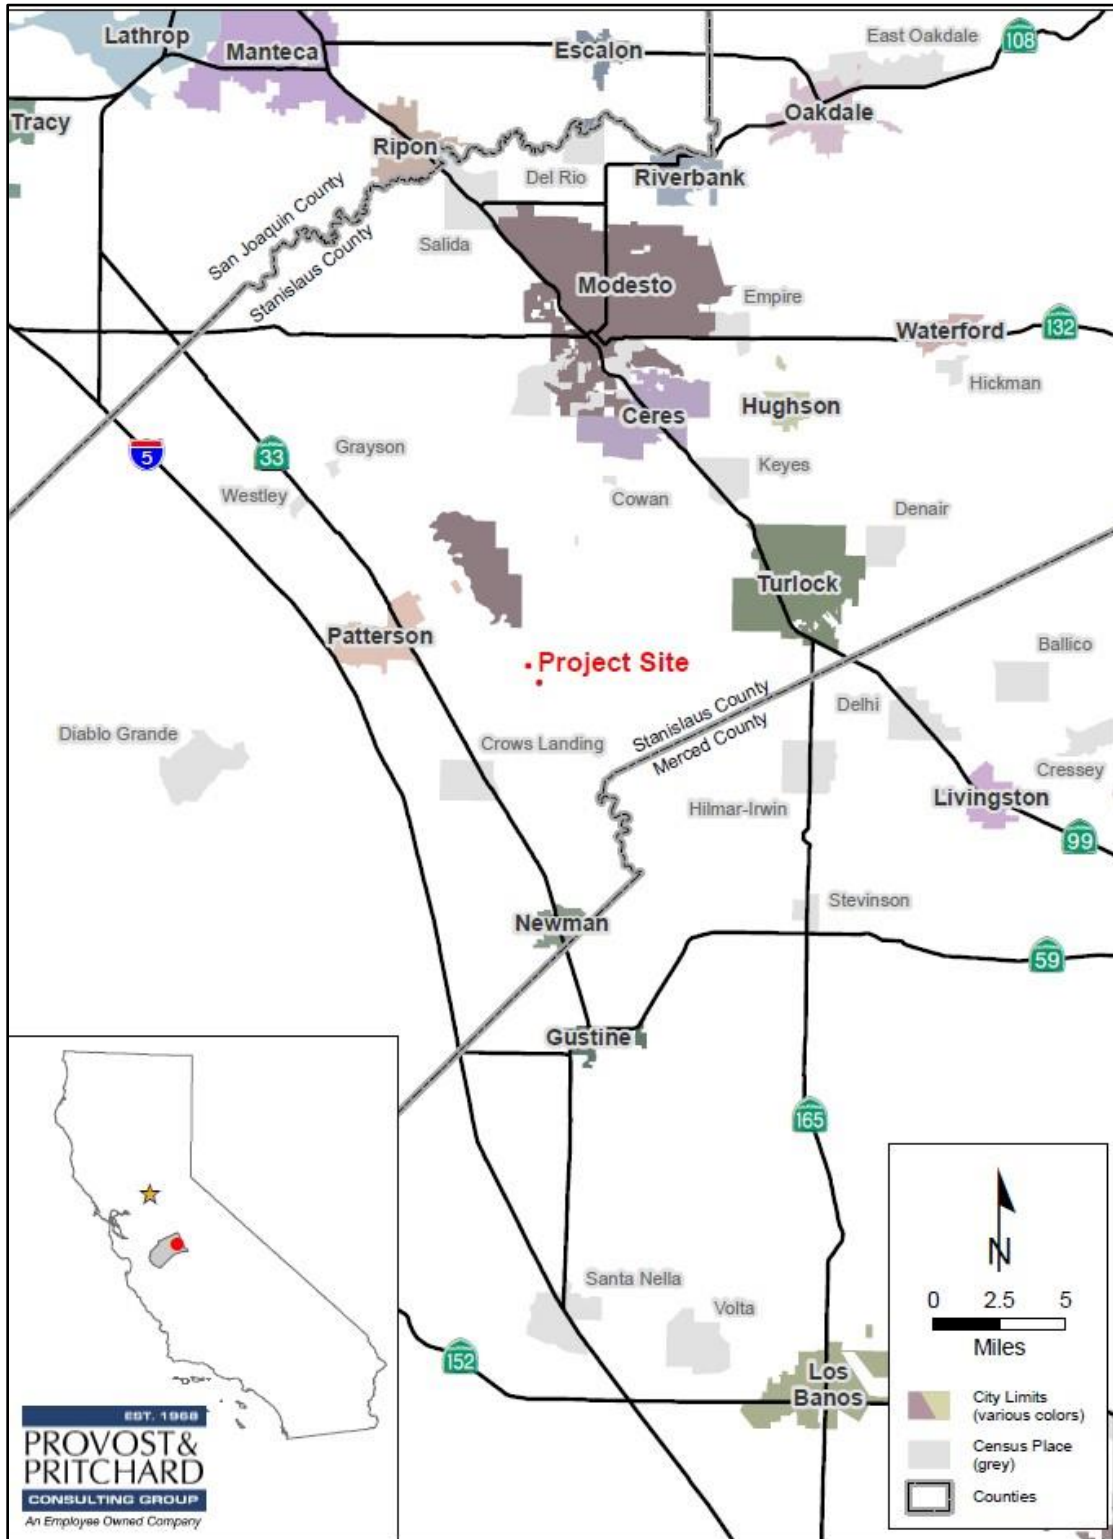 Lathrop
Manteca
Escalon
East Oakdale
108
Tracy
Oakdale
Ripon
Del Rio
Riverbank
San Joaquin County
Stanislaus County
Salida
Modesto
Empire
Waterford
132
Hickman
Ceres
Hughson
5
33
Grayson
Westley
Keyes
Cowan
Denair
Turlock
Patterson
Project Site
Ballico
Stanislaus County
Merced County
Delhi
Diablo Grande
Crows Landing
Cressey
Hilmar-Irwin
Livingston
99
Stevinson
Newman
59
Gustine
165
Santa Nella
Volta
152
Los
Banos
N
0 2.5 5
Miles
City Limits
(various colors)
Census Place
(grey)
Counties
EST. 1968
PROVOST&
PRITCHARD
CONSULTING GROUP
An Employee Owned Company